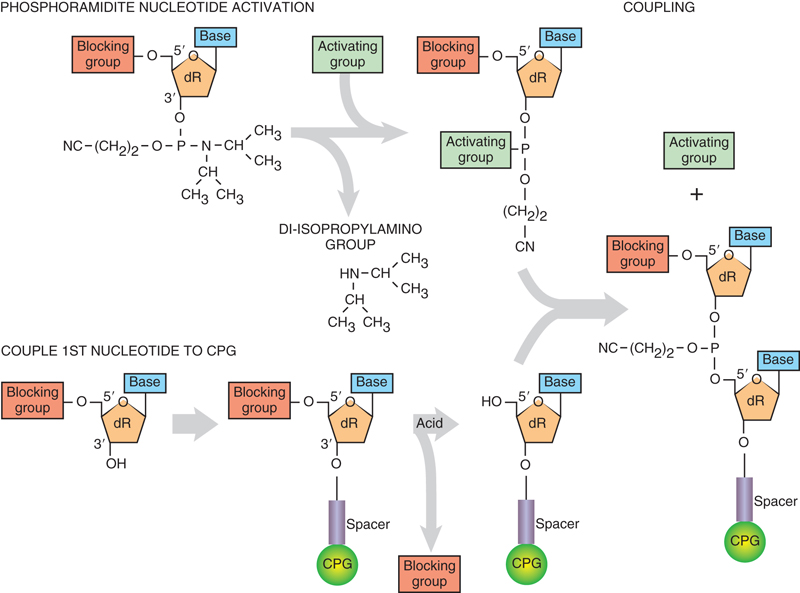 PHOSPHORAMIDITE NUCLEOTIDE ACTIVATION
COUPLING
Blocking
group
O
5′
O
Base
dR
3′
O
NC–(CH₂)₂ – O – P – N – CH
CH₃
CH₃
CH
CH₃
CH₃
Activating
group
Blocking
group
O
5′
O
Base
dR
O
Activating
group
P
O
(CH₂)₂
CN
DI-ISOPROPYLAMINO
GROUP
HN–CH
CH₃
CH₃
CH
CH₃
CH₃
Activating
group
+
Blocking
group
O
5′
O
Base
dR
O
NC–(CH₂)₂–O–P
O
5′
O
Base
dR
O
Spacer
CPG
COUPLE 1ST NUCLEOTIDE TO CPG
Blocking
group
O
5′
O
Base
dR
3′
OH
Blocking
group
O
5′
O
Base
dR
3′
O
Spacer
CPG
Acid
Blocking
group
HO
5′
O
Base
dR
O
Spacer
CPG